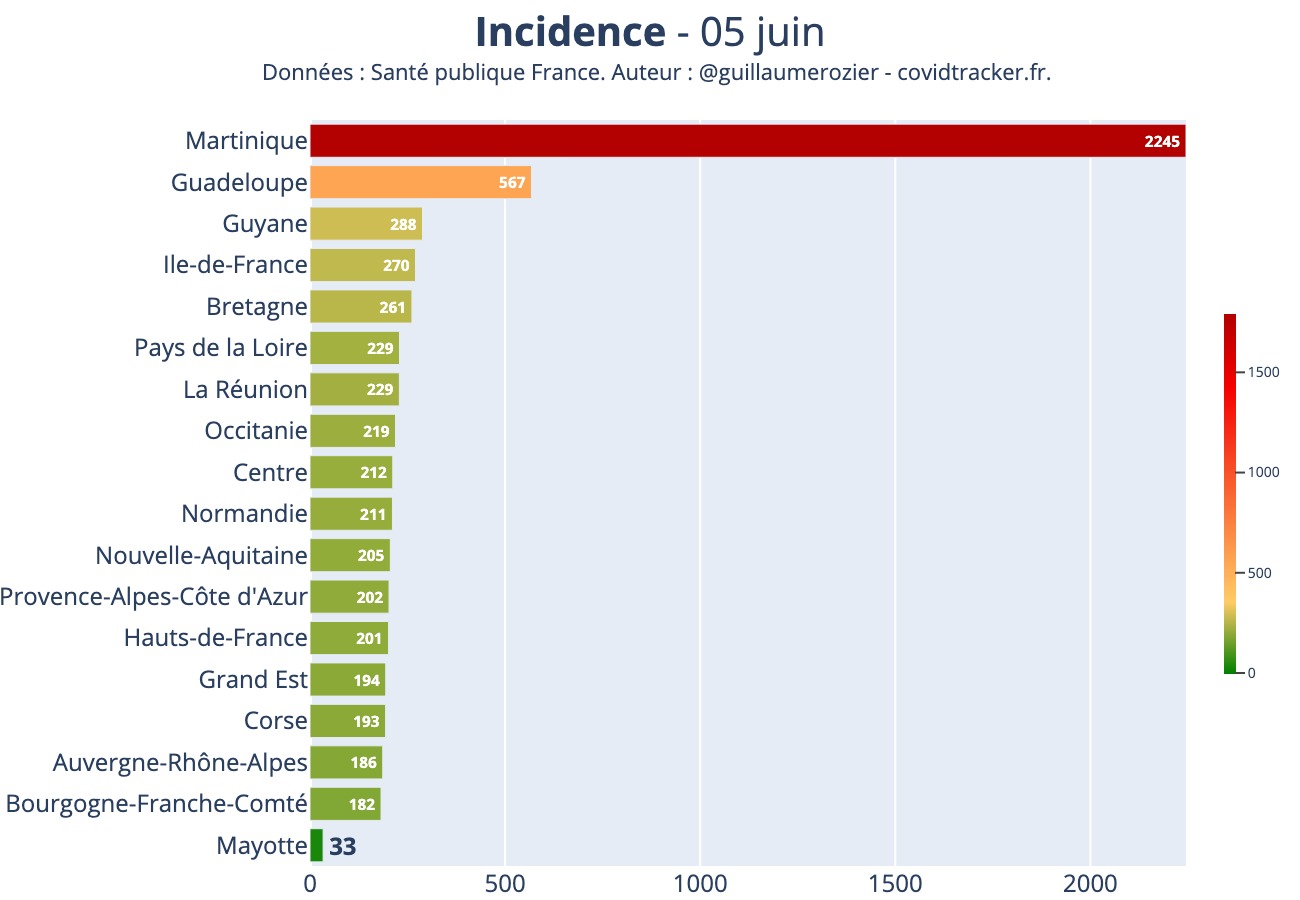 Incidence - 05 juin
Données : Santé publique France. Auteur : @guillaumerozier - covidtracker.fr.
Martinique 2245
Guadeloupe 567
Guyane 288
Ile-de-France 270
Bretagne 261
Pays de la Loire 229
La Réunion 229
Occitanie 219
Centre 212
Normandie 211
Nouvelle-Aquitaine 205
Provence-Alpes-Côte d'Azur 202
Hauts-de-France 201
Grand Est 194
Corse 193
Auvergne-Rhône-Alpes 186
Bourgogne-Franche-Comté 182
Mayotte 33
0 500 1000 1500 2000
1500
1000
500
0